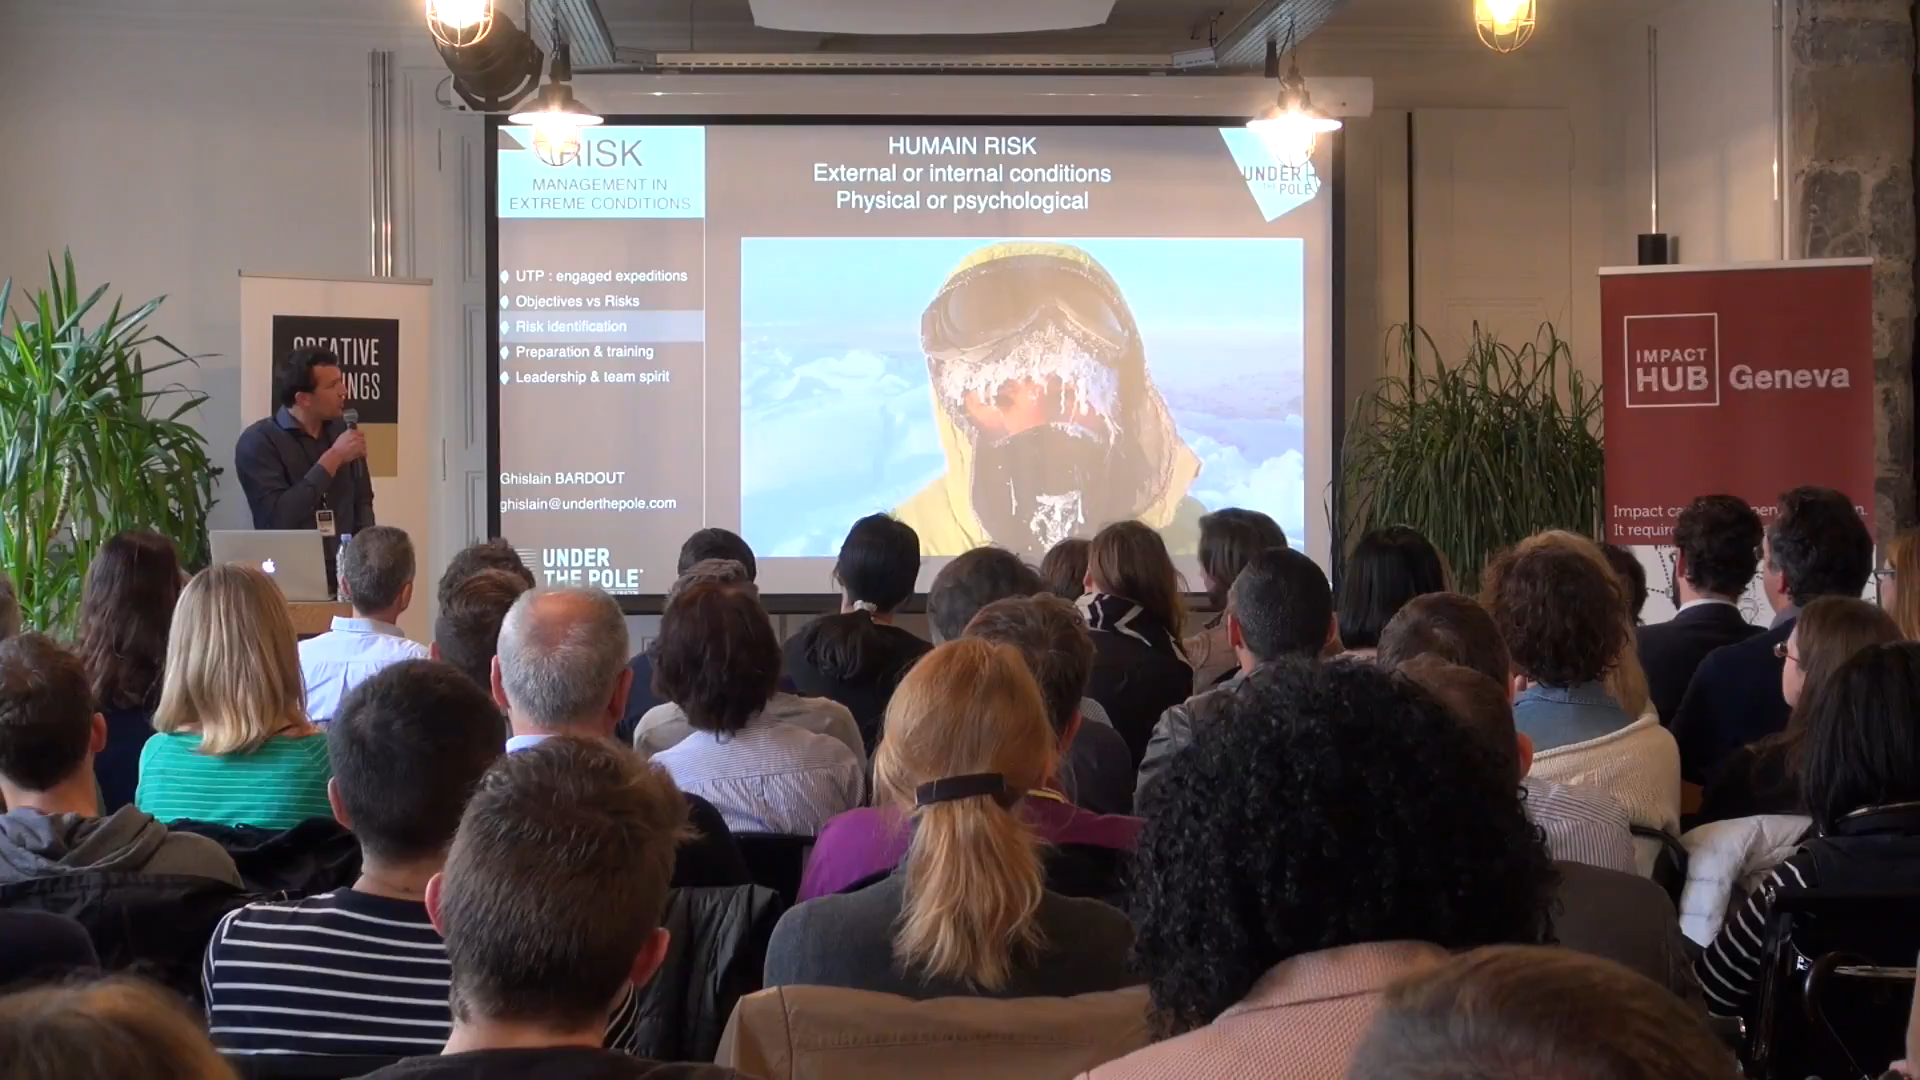 RISK
MANAGEMENT IN
EXTREME CONDITIONS
UTP : engaged expeditions
Objectives vs Risks
Risk identification
Preparation & training
Leadership & team spirit
Ghislain BARDOUT
ghislain@underthepole.com
UNDER
THE POLE
HUMAIN RISK
External or internal conditions
Physical or psychological
UNDER
THE POLE
IMPACT
HUB Geneva
Impact
It